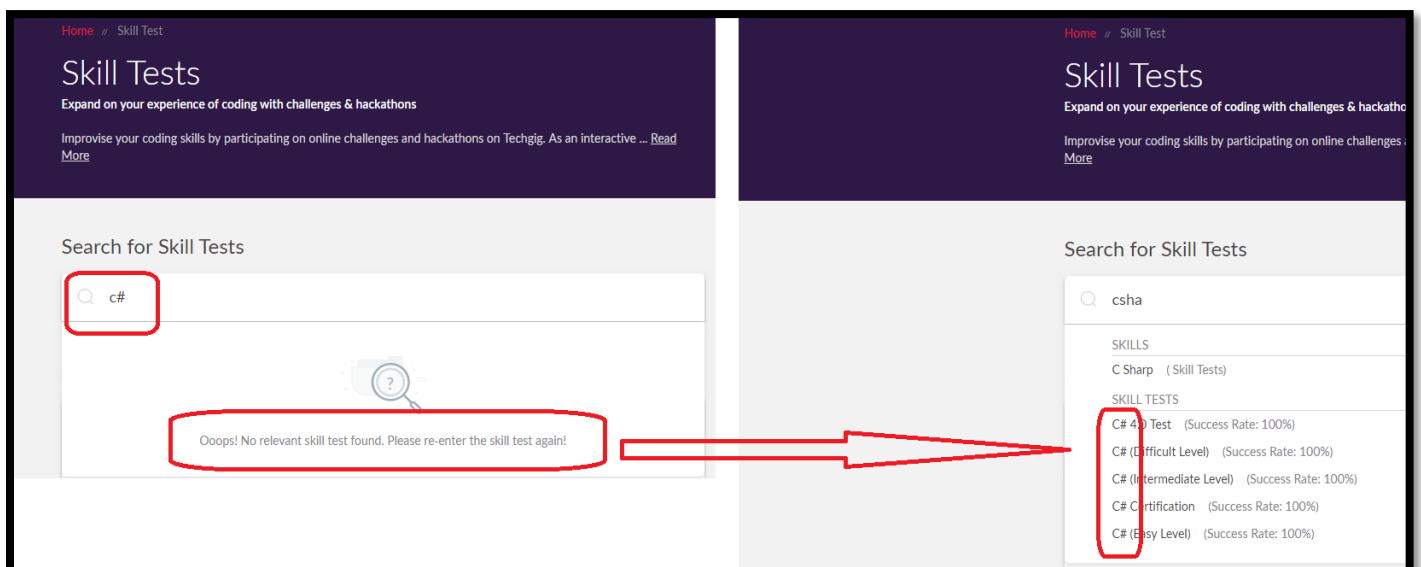 Home // Skill Test
Skill Tests
Expand on your experience of coding with challenges & hackathons
Improvise your coding skills by participating on online challenges and hackathons on Techgig. As an interactive ... Read
More
Search for Skill Tests
c#
?
Ooops! No relevant skill test found. Please re-enter the skill test again!
Home // Skill Test
Skill Tests
Expand on your experience of coding with challenges & hackatho
Improvise your coding skills by participating on online challenges
More
Search for Skill Tests
csha
SKILLS
C Sharp ( Skill Tests)
SKILL TESTS
C# 4.0 Test (Success Rate: 100%)
C# (Difficult Level) (Success Rate: 100%)
C# (Intermediate Level) (Success Rate: 100%)
C# Certification (Success Rate: 100%)
C# (Easy Level) (Success Rate: 100%)